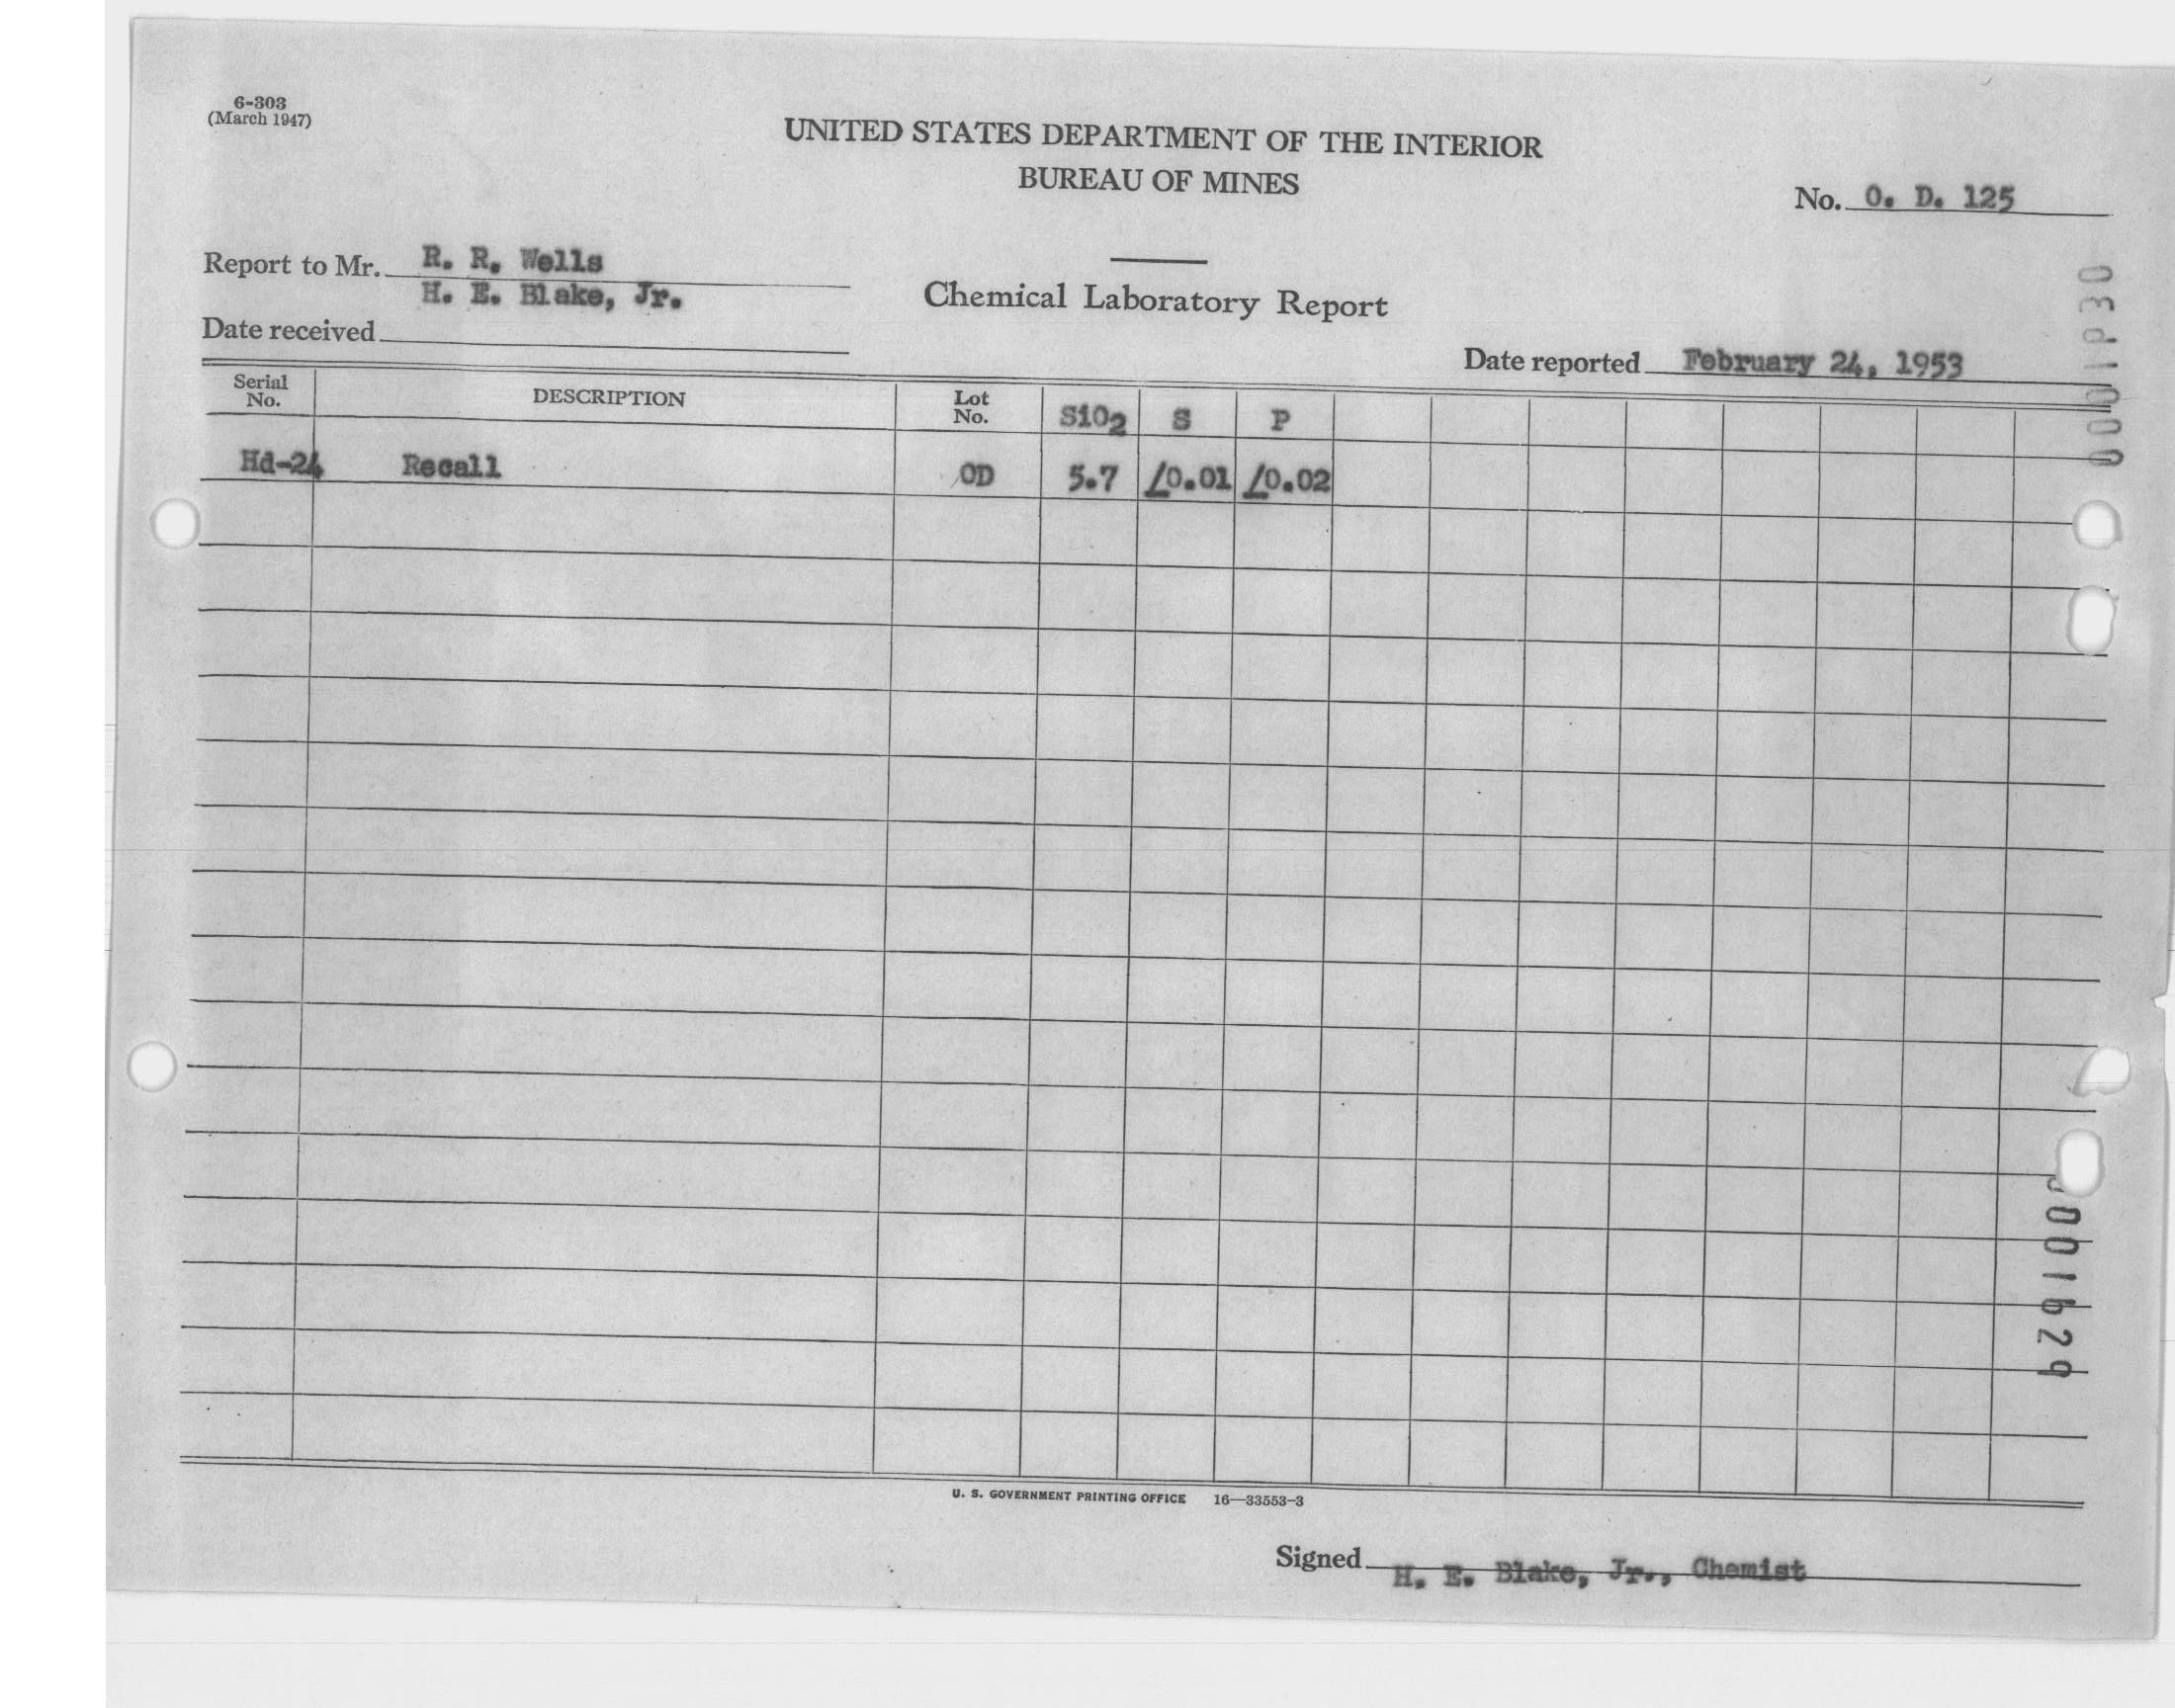 6-303
(March 1947)
UNITED STATES DEPARTMENT OF THE INTERIOR
BUREAU OF MINES
No. O. D. 125
Report to Mr. R. R. Wells
H. E. Blake, Jr.
Chemical Laboratory Report
Date received
Date reported February 24, 1953
Serial No. DESCRIPTION Lot No. SiO2 S P
Hd-24 Recall OD 5.7 /0.01 /0.02
U. S. GOVERNMENT PRINTING OFFICE 16—33553-3
Signed H. E. Blake, Jr., Chemist
0001930
001629